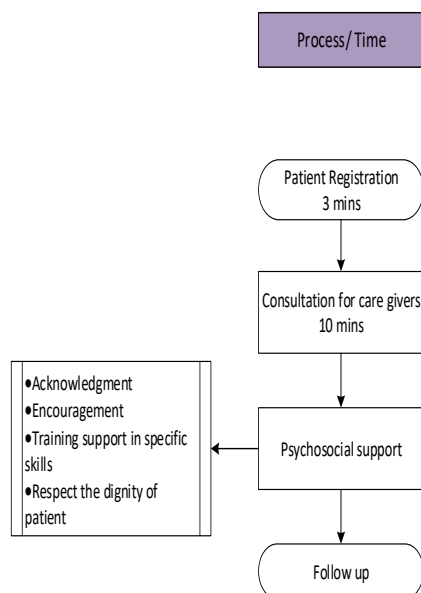 Process/ Time
Patient Registration
3 mins
Consultation for care givers
10 mins
•Acknowledgment
•Encouragement
•Training support in specific
skills
•Respect the dignity of
patient
Psychosocial support
Follow up